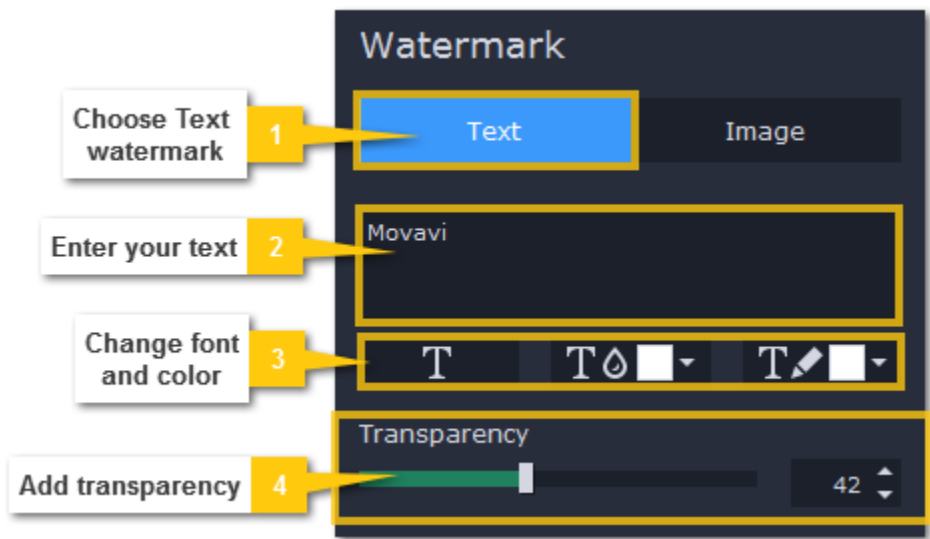 Watermark
Choose Text
watermark
1
Text
Image
Enter your text
2
Movavi
Change font
and color
3
T
T
T
Transparency
Add transparency
4
42